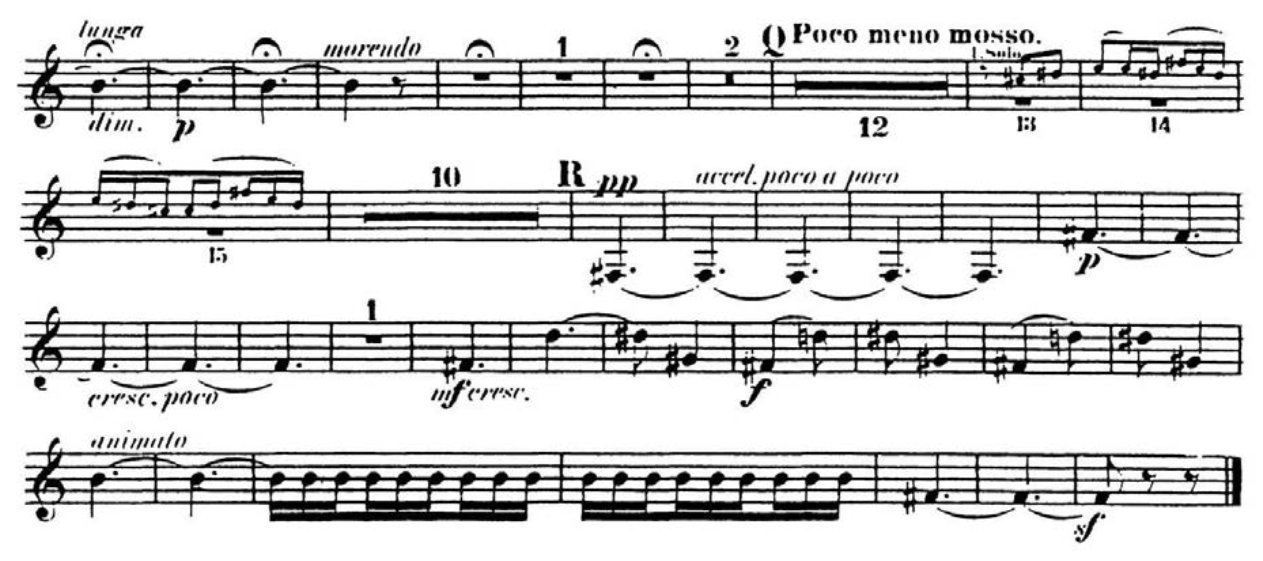 lunga
morendo 1 2 Q Poco meno mosso.
1. Solo
dim. p 12 13 14
10 R pp accel. poco a poco
15 p
1
cresc. poco mf cresc. f
animato
sf